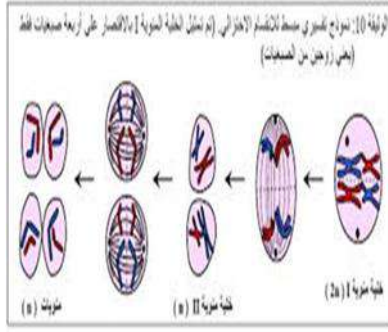 الوثيقة 10: نموذج تفسيري مبسط للانقسام الاختزالي. (تم تمثيل الخلية المنوية I بالاقتصار على أربعة صبغيات فقط
(يعني زوجين من الصبغيات)
خلية منوية I (2n)
خلية منوية II (n)
منويات (n)